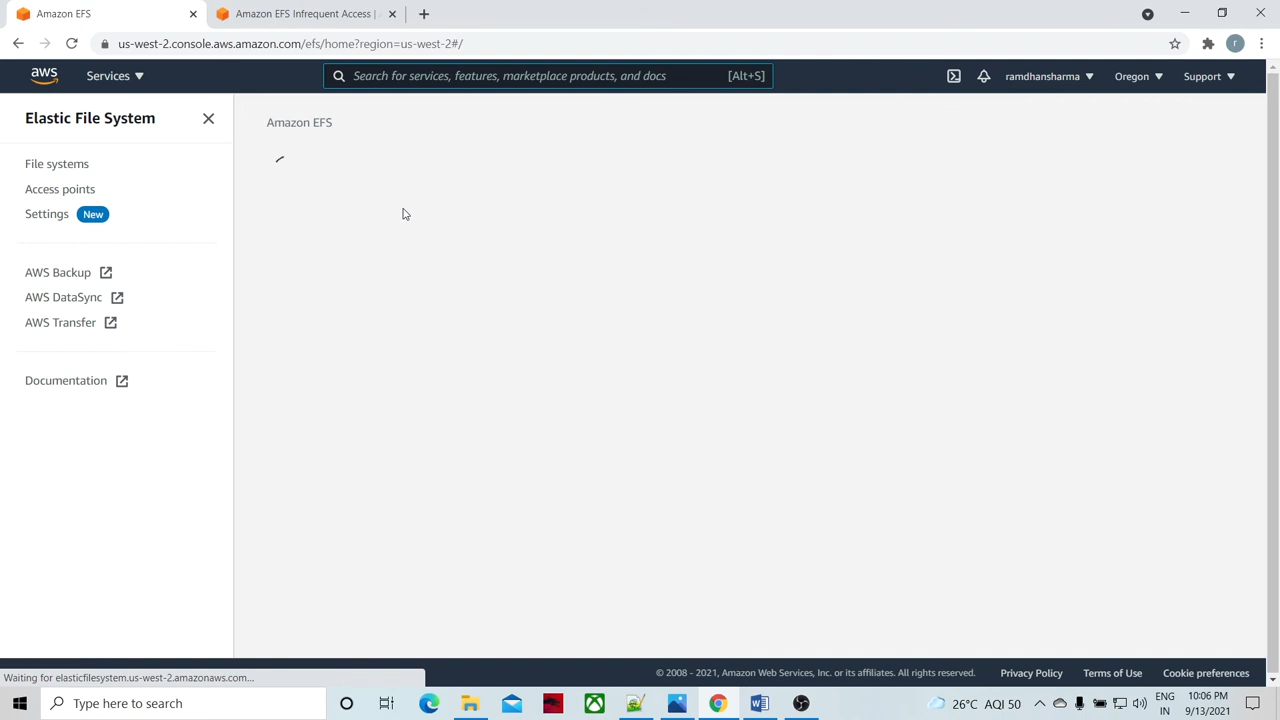 Amazon EFS
Amazon EFS Infrequent Access |
us-west-2.console.aws.amazon.com/efs/home?region=us-west-2#/
r
aws
Services
Search for services, features, marketplace products, and docs
[Alt+S]
ramdhansharma
Oregon
Support
Elastic File System
Amazon EFS
File systems
Access points
Settings New
AWS Backup
AWS DataSync
AWS Transfer
Documentation
Waiting for elasticfilesystem.us-west-2.amazonaws.com...
© 2008 - 2021, Amazon Web Services, Inc. or its affiliates. All rights reserved.
Privacy Policy
Terms of Use
Cookie preferences
Type here to search
26°C AQI 50
ENG
IN
10:06 PM
9/13/2021